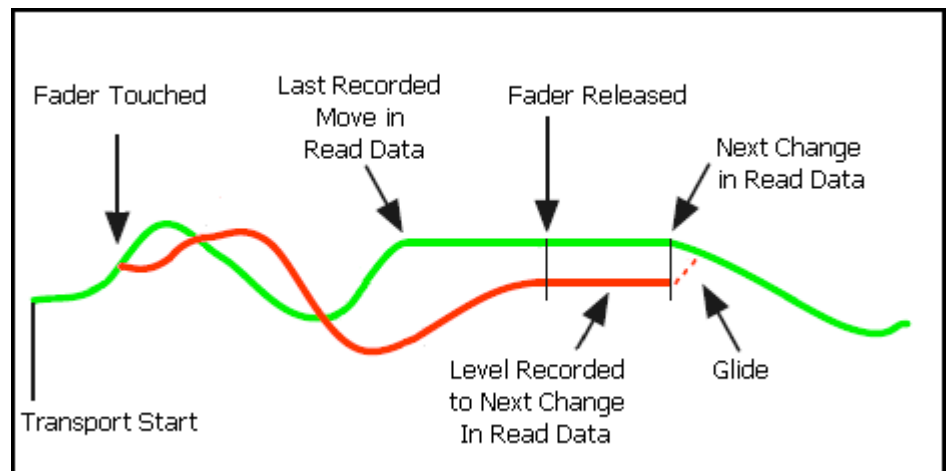 Fader Touched
Last Recorded
Move in
Read Data
Fader Released
Next Change
in Read Data
Level Recorded
to Next Change
In Read Data
Glide
Transport Start